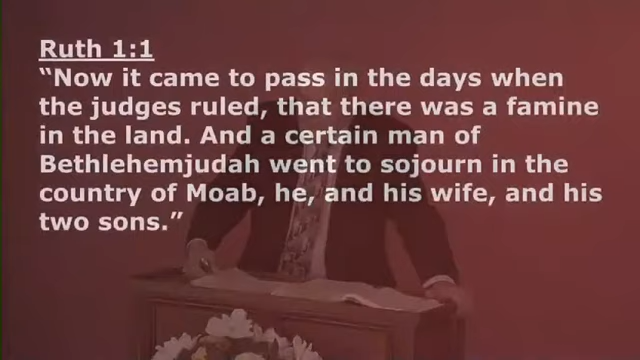 Ruth 1:1
“Now it came to pass in the days when
the judges ruled, that there was a famine
in the land. And a certain man of
Bethlehemjudah went to sojourn in the
country of Moab, he, and his wife, and his
two sons.”